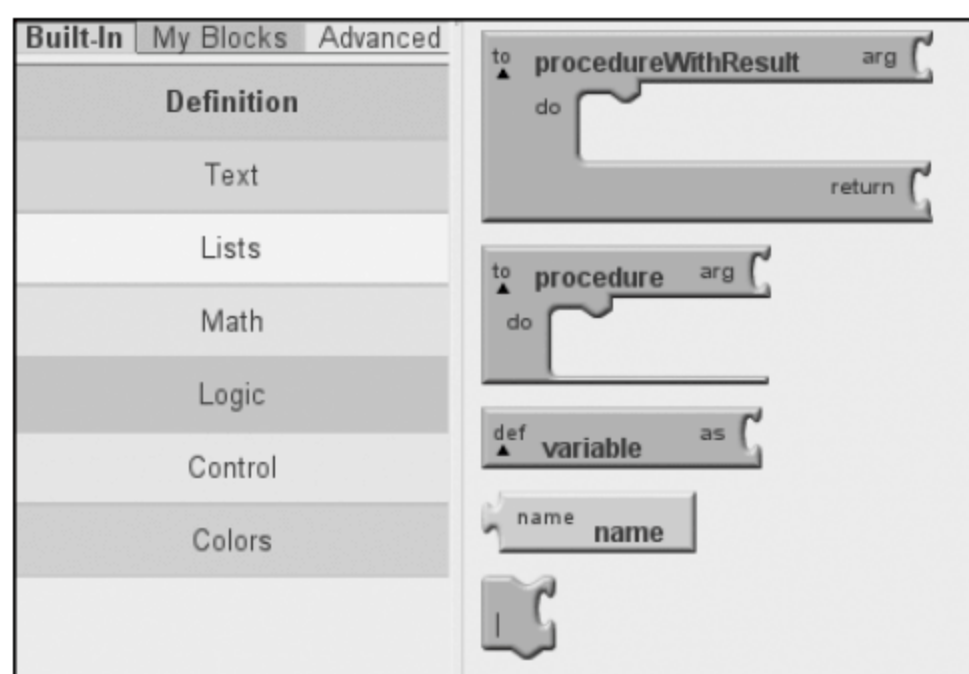 Built-In My Blocks Advanced
Definition
Text
Lists
Math
Logic
Control
Colors
to procedureWithResult arg
do
return
to procedure arg
do
def variable as
name name
|